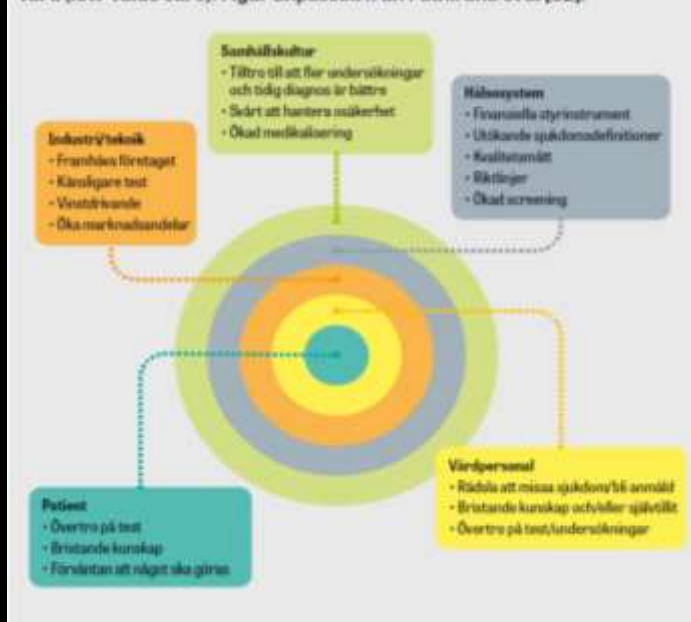 Samhällskultur
• Tilltro till att fler undersökningar
och tidig diagnos är bättre
• Svårt att hantera osäkerhet
• Ökad medikalisering
Hälsosystem
• Finansiella styrinstrument
• Utökande sjukdomsdefinitioner
• Kvalitetsmått
• Riktlinjer
• Ökad screening
Industri/teknik
• Framhäva företaget
• Känsligare test
• Vinstdrivande
• Öka marknadsandelar
Vårdpersonal
• Rädsla att missa sjukdom/bli anmäld
• Bristande kunskap och/eller självtillit
• Övertro på test/undersökningar
Patient
• Övertro på test
• Bristande kunskap
• Förväntan att något ska göras